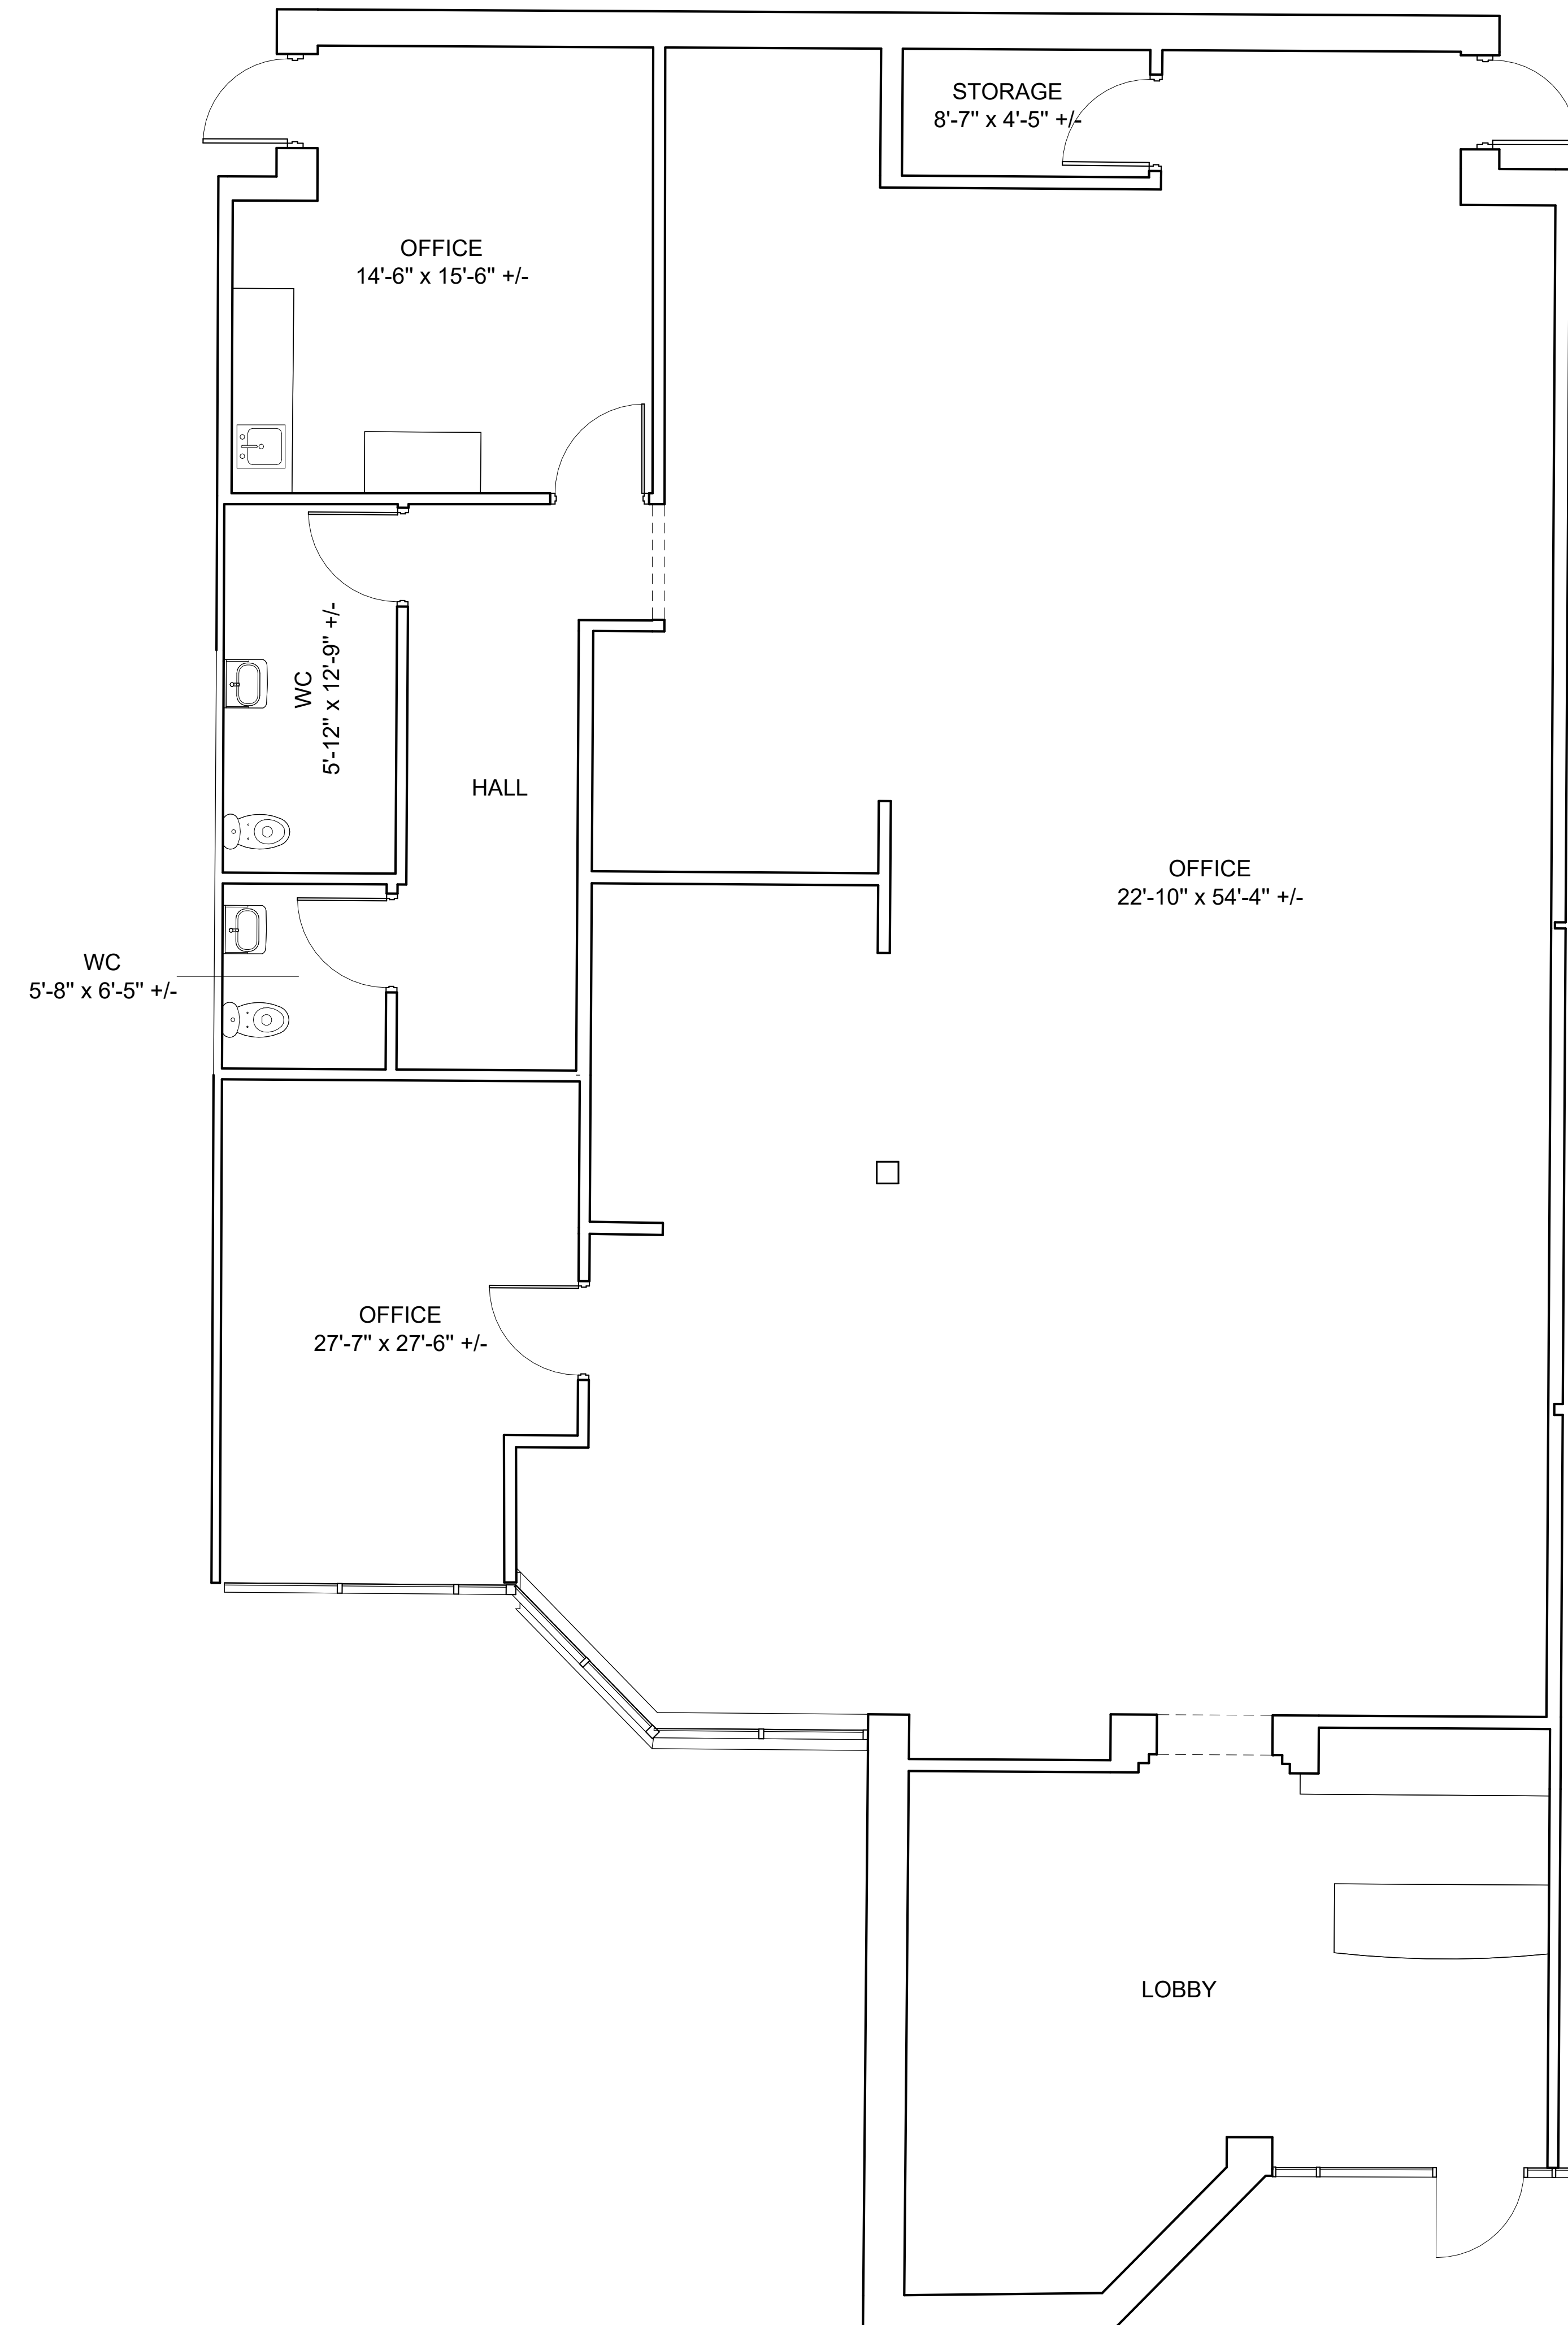 STORAGE
8'-7" x 4'-5" +/-
OFFICE
14'-6" x 15'-6" +/-
WC
5'-12" x 12'-9" +/-
HALL
OFFICE
22'-10" x 54'-4" +/-
WC
5'-8" x 6'-5" +/-
OFFICE
27'-7" x 27'-6" +/-
LOBBY